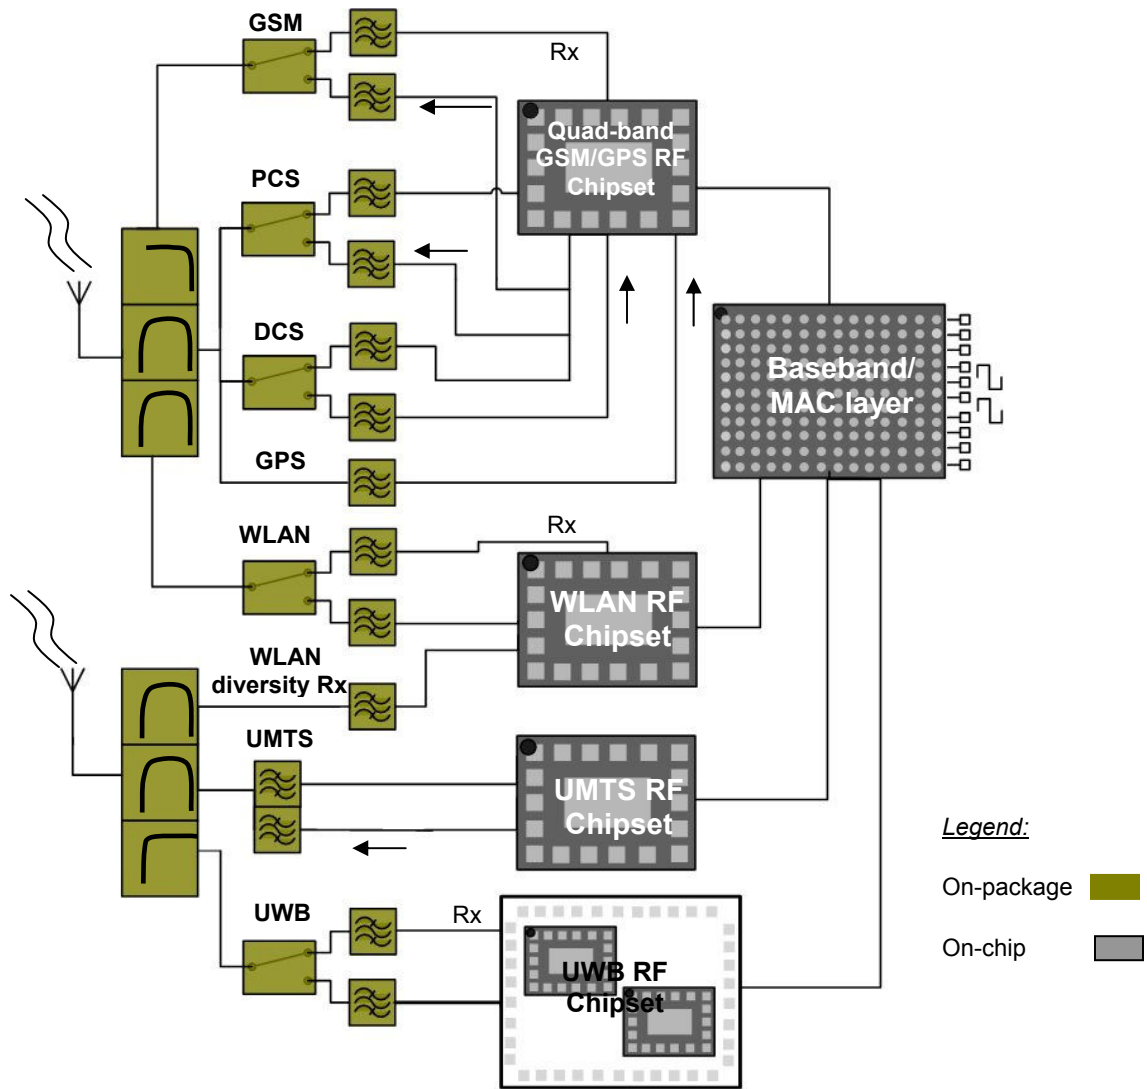 GSM
Rx
Quad-band
GSM/GPS RF
Chipset
PCS
DCS
Baseband/
MAC layer
GPS
WLAN
Rx
WLAN RF
Chipset
WLAN
diversity Rx
UMTS
UMTS RF
Chipset
Legend:
On-package
On-chip
UWB
Rx
UWB RF
Chipset